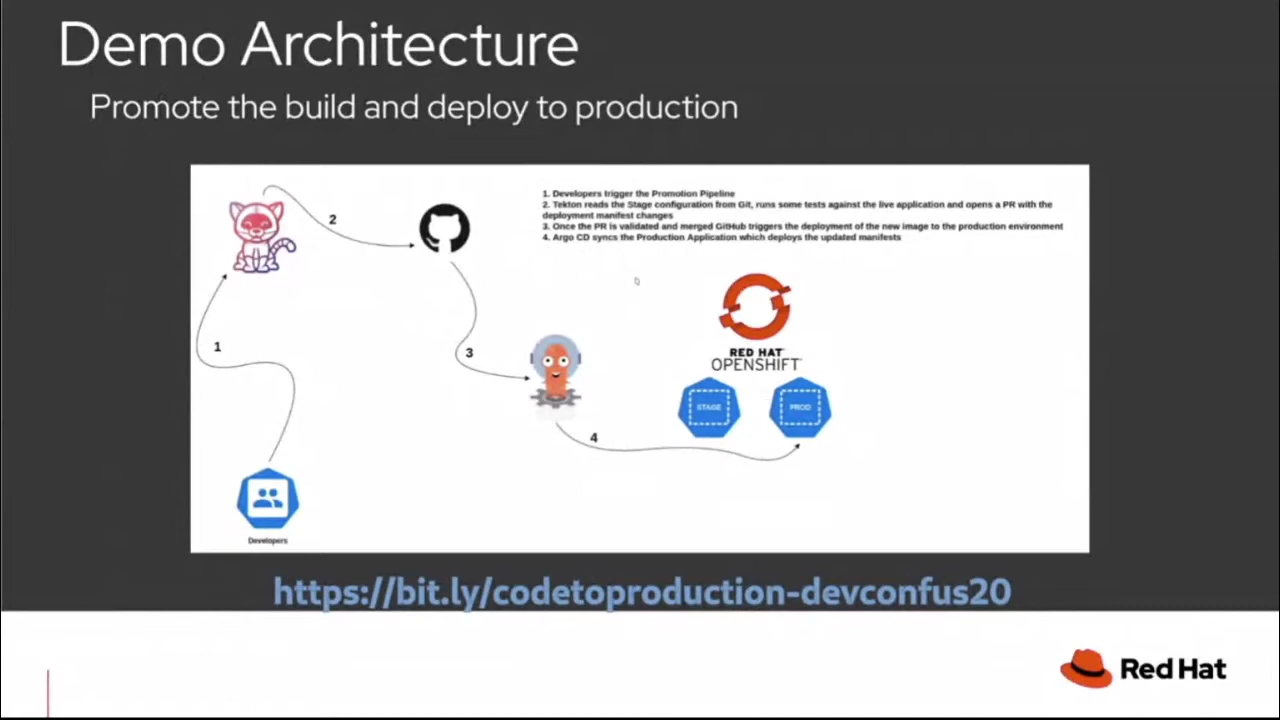 Demo Architecture
Promote the build and deploy to production
1. Developers trigger the Promotion Pipeline
2. Tekton reads the Stage configuration from Git, runs some tests against the live application and opens a PR with the
deployment manifest changes
3. Once the PR is validated and merged GitHub triggers the deployment of the new image to the production environment
4. Argo CD syncs the Production Application which deploys the updated manifests
2
1
3
RED HAT
OPENSHIFT
STAGE
PROD
4
Developers
https://bit.ly/codetoproduction-devconfus20
Red Hat